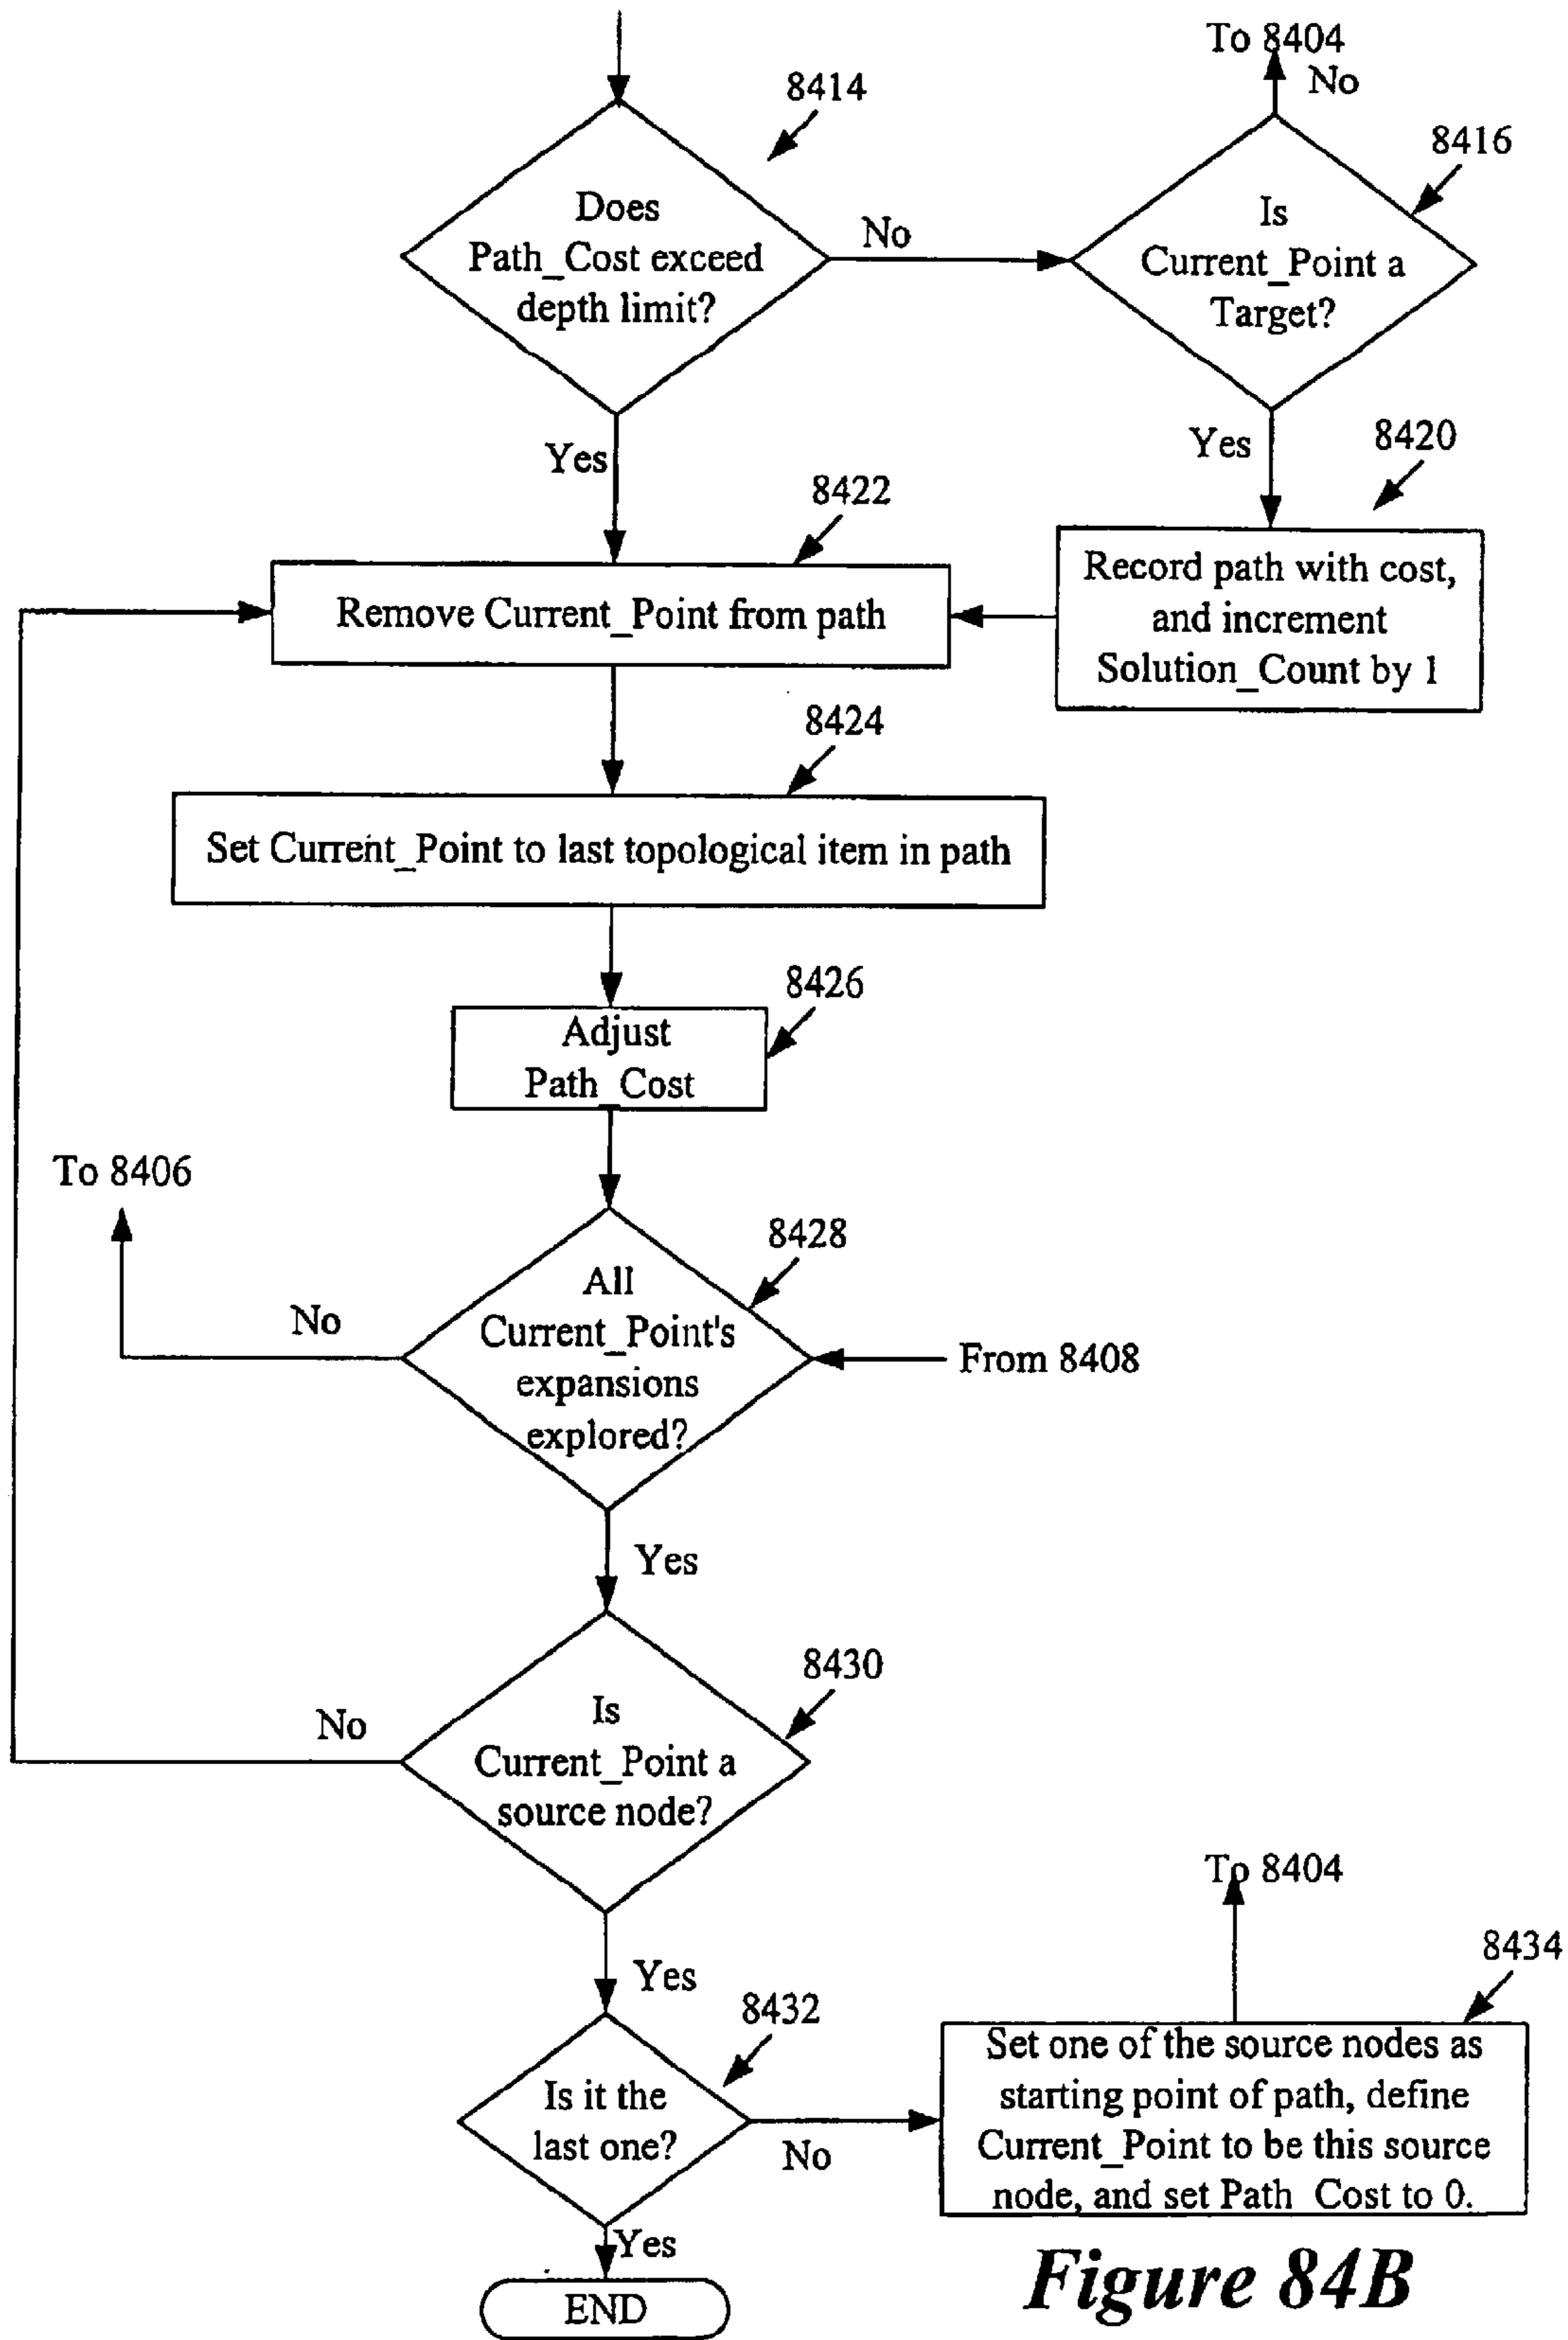 To 8404
No
8414
8416
Does
Path_Cost exceed
depth limit?
No
Is
Current_Point a
Target?
Yes
Yes
8420
8422
Record path with cost,
and increment
Solution_Count by 1
Remove Current_Point from path
8424
Set Current_Point to last topological item in path
8426
Adjust
Path_Cost
To 8406
8428
All
Current_Point's
expansions
explored?
No
From 8408
Yes
8430
Is
Current_Point a
source node?
No
To 8404
Yes
8434
8432
Is it the
last one?
No
Set one of the source nodes as
starting point of path, define
Current_Point to be this source
node, and set Path_Cost to 0.
Yes
END
Figure 84B